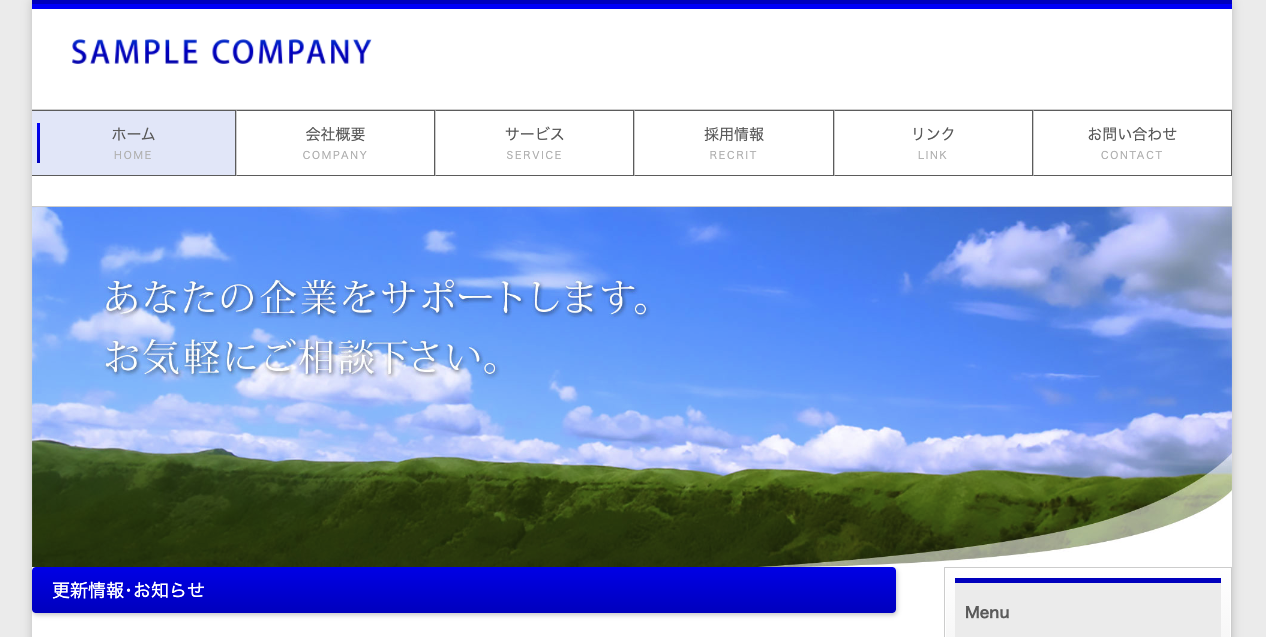 SAMPLE COMPANY
ホーム
HOME
会社概要
COMPANY
サービス
SERVICE
採用情報
RECRIT
リンク
LINK
お問い合わせ
CONTACT
あなたの企業をサポートします。
お気軽にご相談下さい。
更新情報･お知らせ
Menu